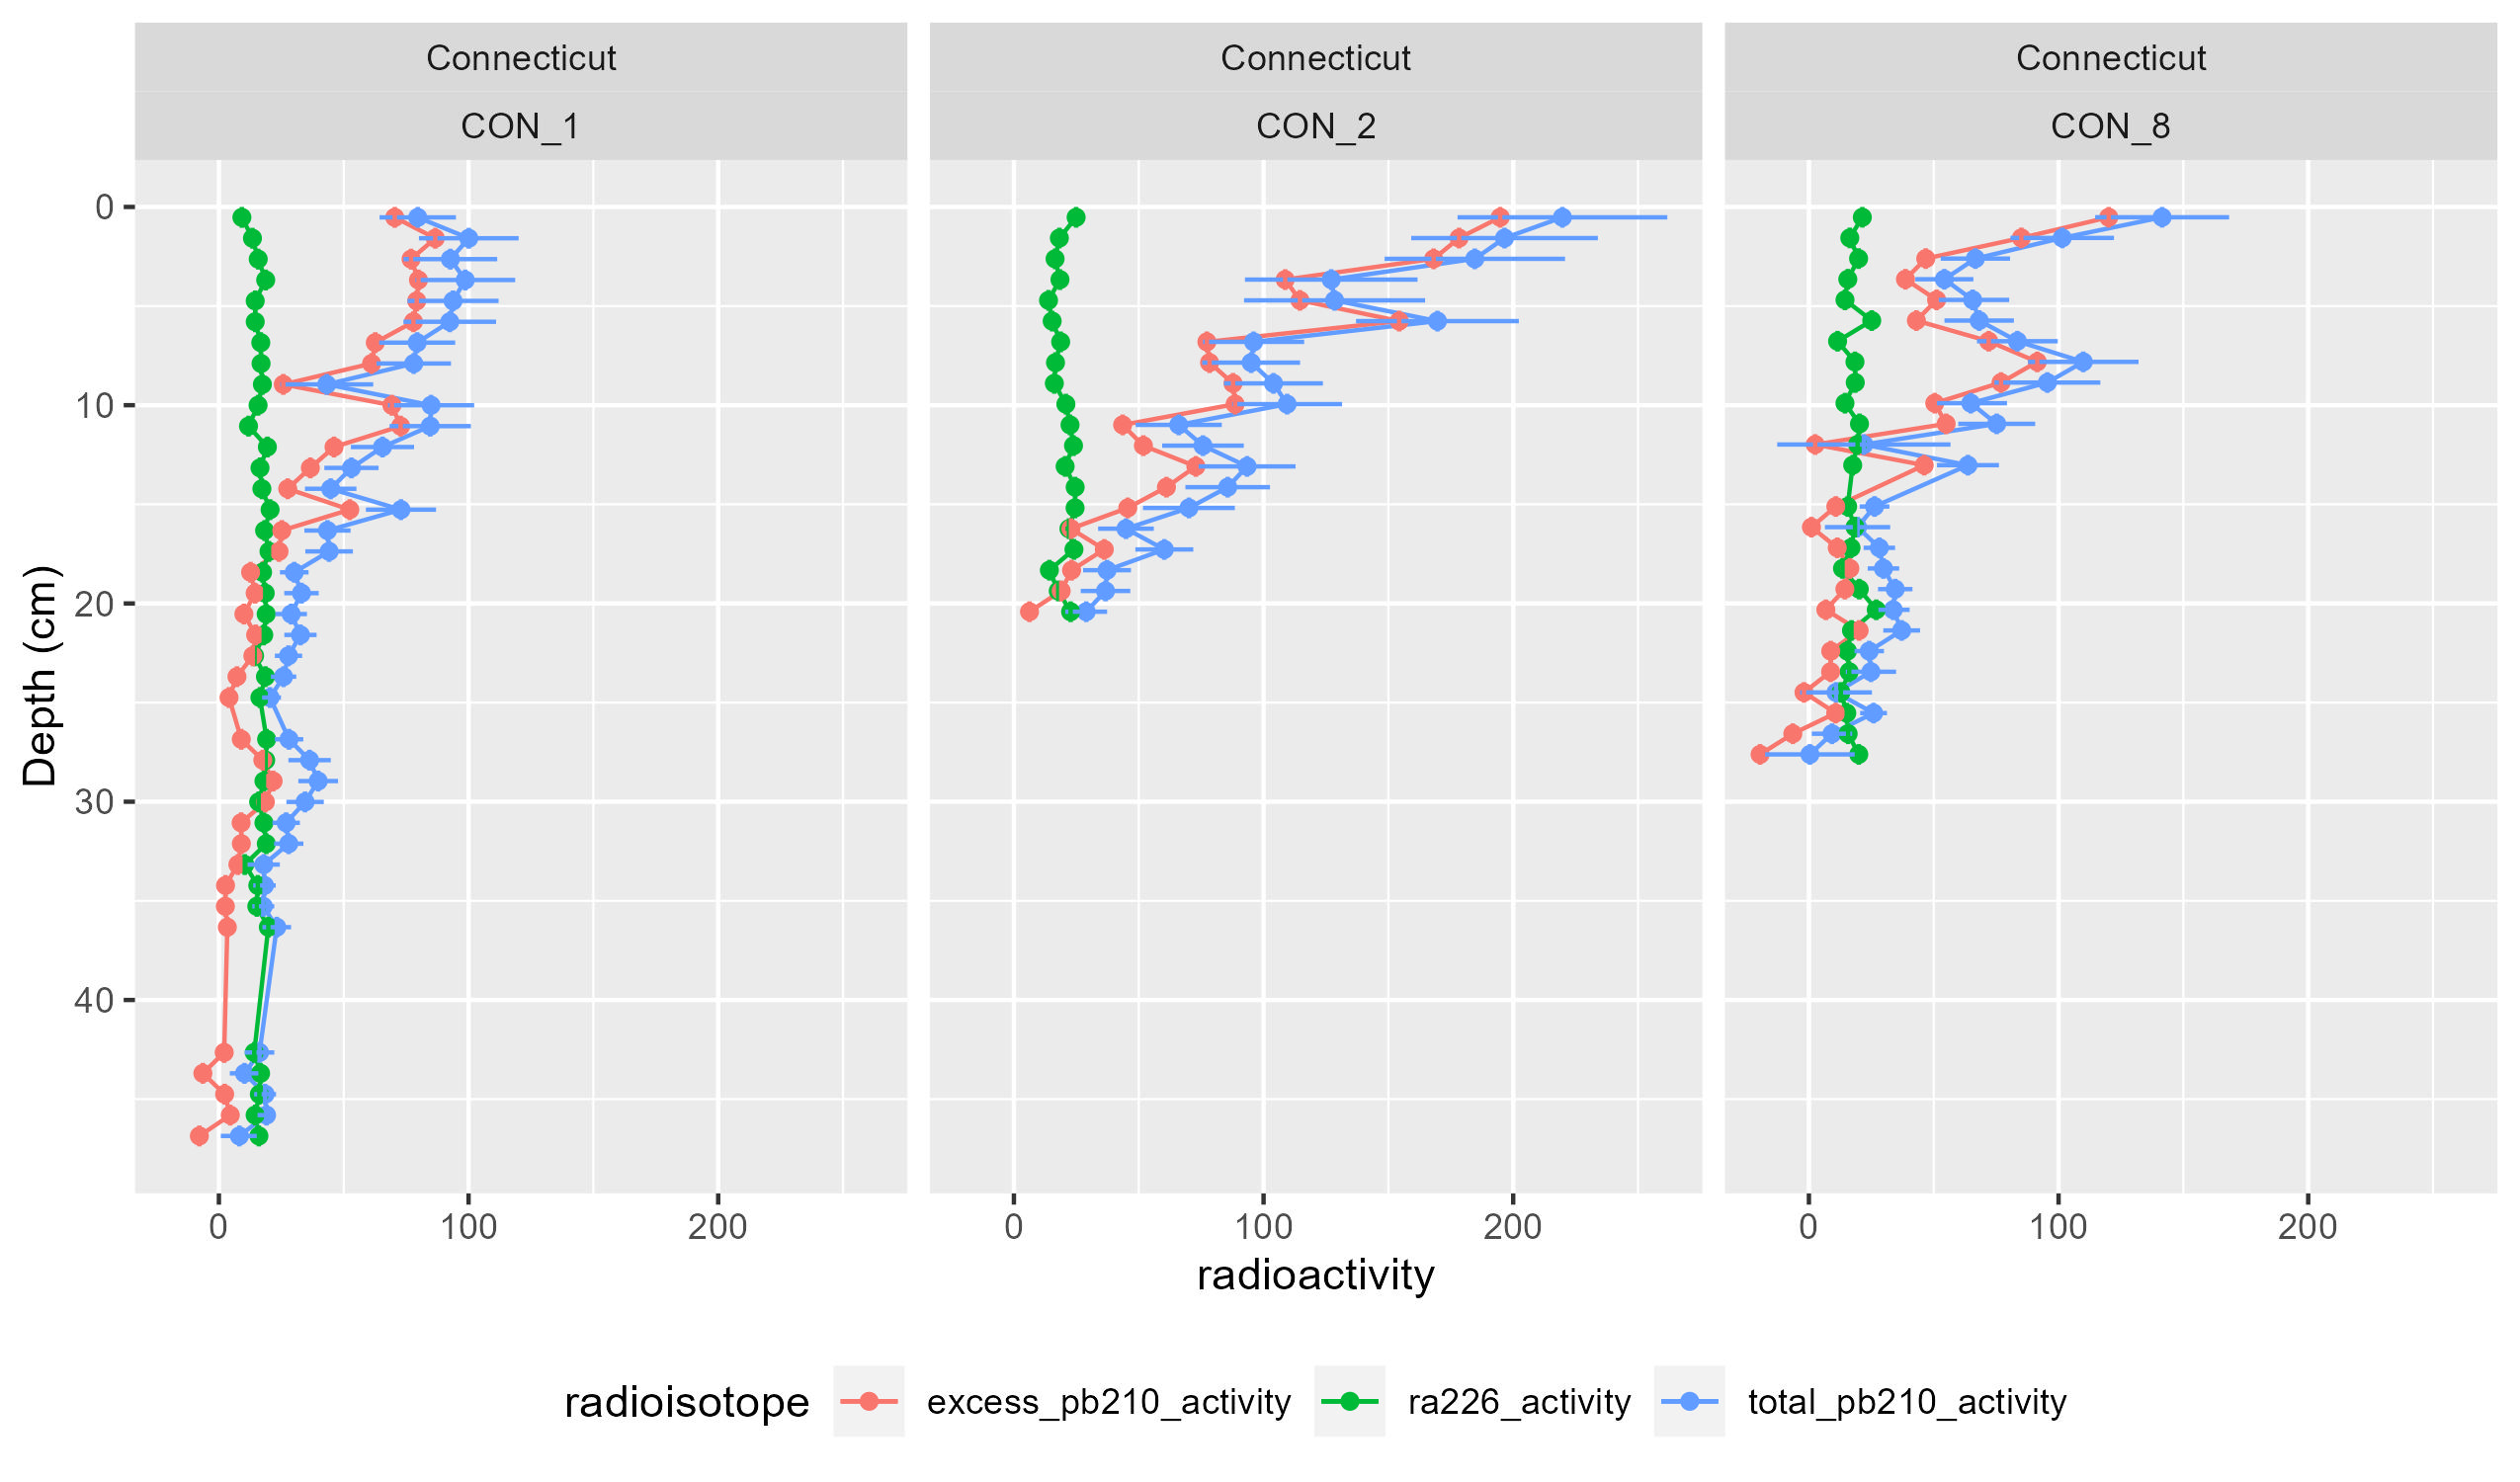 Connecticut Connecticut Connecticut
CON_1 CON_2 CON_8
0
10
20
30
40
Depth (cm)
0 100 200 0 100 200 0 100 200
radioactivity
radioisotope excess_pb210_activity ra226_activity total_pb210_activity